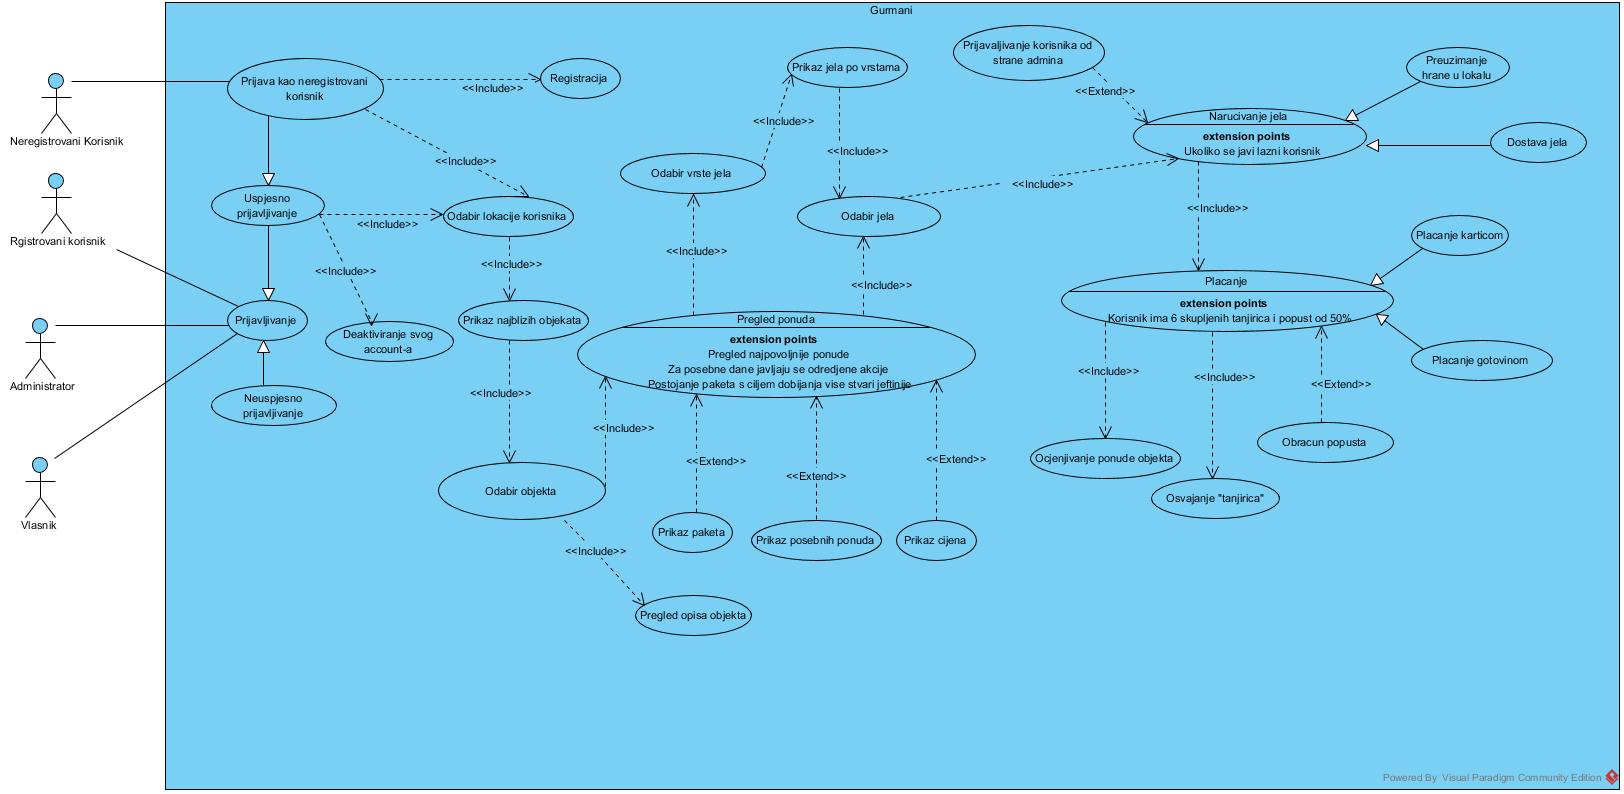 Gurmani
Neregistrovani Korisnik
Rgistrovani korisnik
Administrator
Vlasnik
Prijava kao neregistrovani
korisnik
<<Include>>
Registracija
<<Include>>
Uspjesno
prijavljivanje
<<Include>>
Odabir lokacije korisnika
<<Include>>
<<Include>>
Prijavljivanje
Deaktiviranje svog
account-a
Neuspjesno
prijavljivanje
Prikaz najblizih objekata
<<Include>>
Odabir objekta
<<Include>>
<<Include>>
Pregled opisa objekta
Prikaz jela po vrstama
<<Include>>
<<Include>>
Odabir vrste jela
Odabir jela
<<Include>>
<<Include>>
<<Include>>
Pregled ponuda
extension points
Pregled najpovoljnije ponude
Za posebne dane javljaju se odredjene akcije
Postojanje paketa s ciljem dobijanja vise stvari jeftinije
<<Extend>>
<<Extend>>
<<Extend>>
Prikaz paketa
Prikaz posebnih ponuda
Prikaz cijena
Prijavaljivanje korisnika od
strane admina
<<Extend>>
Narucivanje jela
extension points
Ukoliko se javi lazni korisnik
Preuzimanje
hrane u lokalu
Dostava jela
<<Include>>
Placanje karticom
Placanje
extension points
Korisnik ima 6 skupljenih tanjirica i popust od 50%
Placanje gotovinom
<<Include>>
<<Include>>
<<Extend>>
Ocjenjivanje ponude objekta
Osvajanje "tanjirica"
Obracun popusta
Powered By Visual Paradigm Community Edition